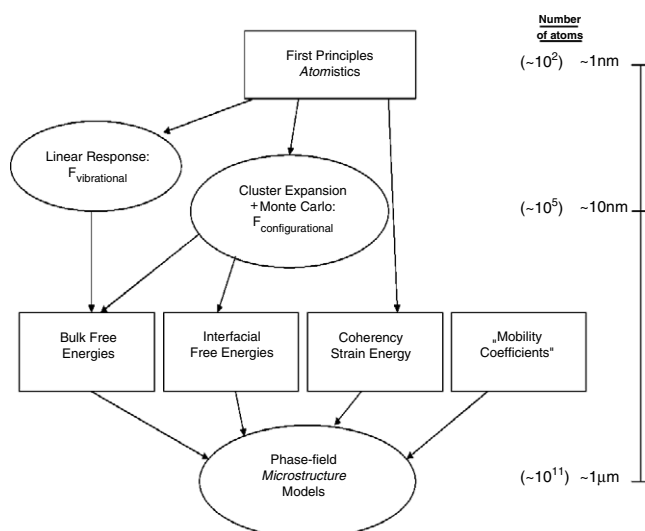 Number
of atoms
First Principles
Atomistics
(~10²) ~1nm
Linear Response:
F_vibrational
Cluster Expansion
+Monte Carlo:
F_configurational
(~10⁵) ~10nm
Bulk Free
Energies
Interfacial
Free Energies
Coherency
Strain Energy
„Mobility
Coefficients"
Phase-field
Microstructure
Models
(~10¹¹) ~1μm